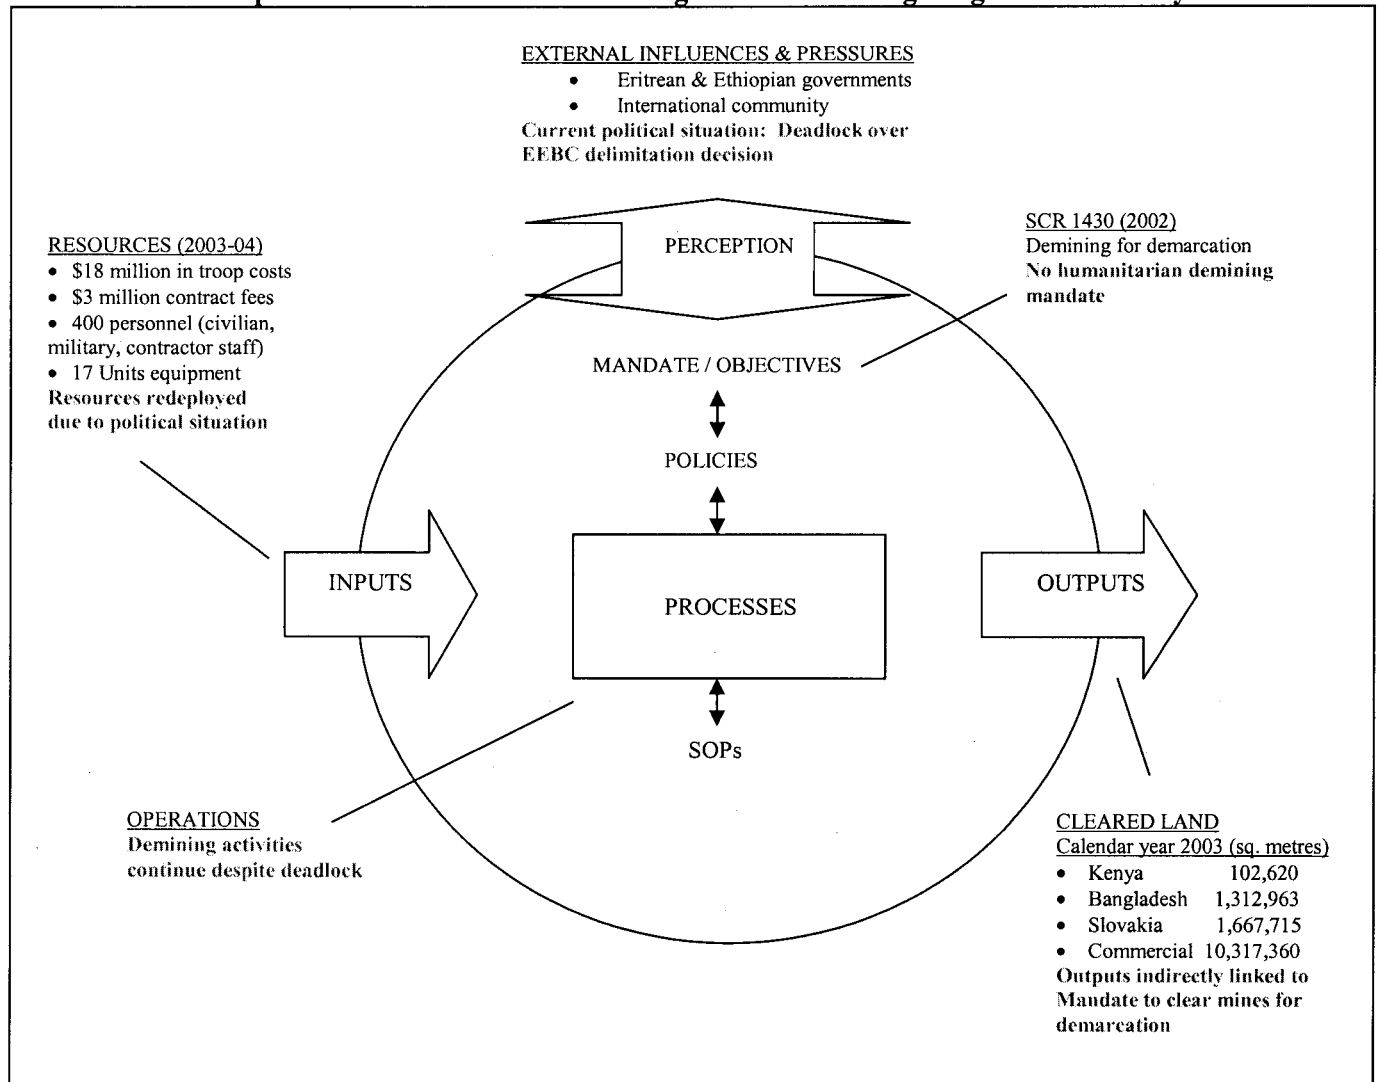 EXTERNAL INFLUENCES & PRESSURES
• Eritrean & Ethiopian governments
• International community
Current political situation: Deadlock over
EEBC delimitation decision
PERCEPTION
SCR 1430 (2002)
Demining for demarcation
No humanitarian demining
mandate
RESOURCES (2003-04)
• $18 million in troop costs
• $3 million contract fees
• 400 personnel (civilian,
military, contractor staff)
• 17 Units equipment
Resources redeployed
due to political situation
MANDATE / OBJECTIVES
POLICIES
INPUTS
PROCESSES
OUTPUTS
SOPs
OPERATIONS
Demining activities
continue despite deadlock
CLEARED LAND
Calendar year 2003 (sq. metres)
• Kenya 102,620
• Bangladesh 1,312,963
• Slovakia 1,667,715
• Commercial 10,317,360
Outputs indirectly linked to
Mandate to clear mines for
demarcation